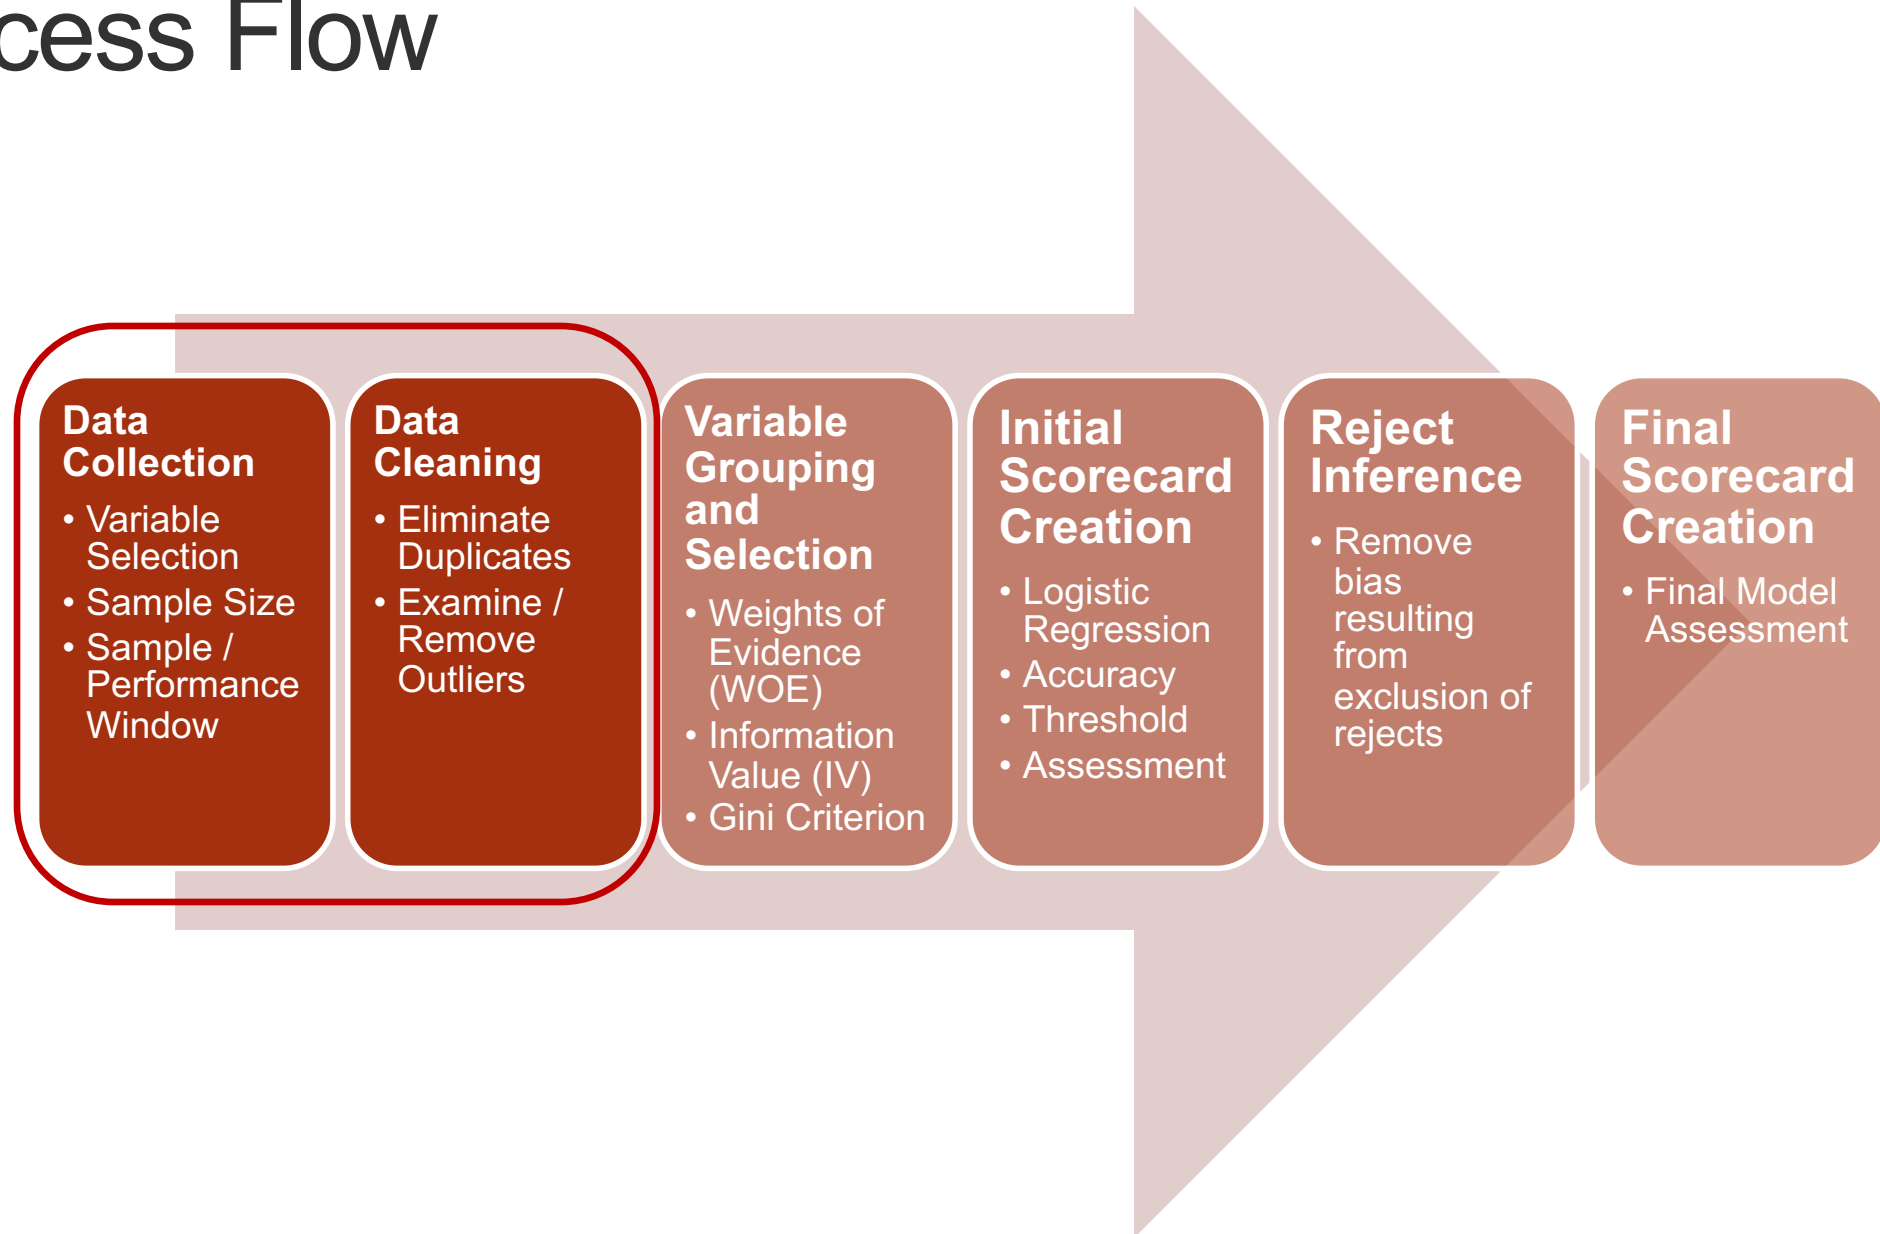 cess Flow
Data
Collection
• Variable
Selection
• Sample Size
• Sample /
Performance
Window
Data
Cleaning
• Eliminate
Duplicates
• Examine /
Remove
Outliers
Variable
Grouping
and
Selection
• Weights of
Evidence
(WOE)
• Information
Value (IV)
• Gini Criterion
Initial
Scorecard
Creation
• Logistic
Regression
• Accuracy
• Threshold
• Assessment
Reject
Inference
• Remove
bias
resulting
from
exclusion of
rejects
Final
Scorecard
Creation
• Final Model
Assessment